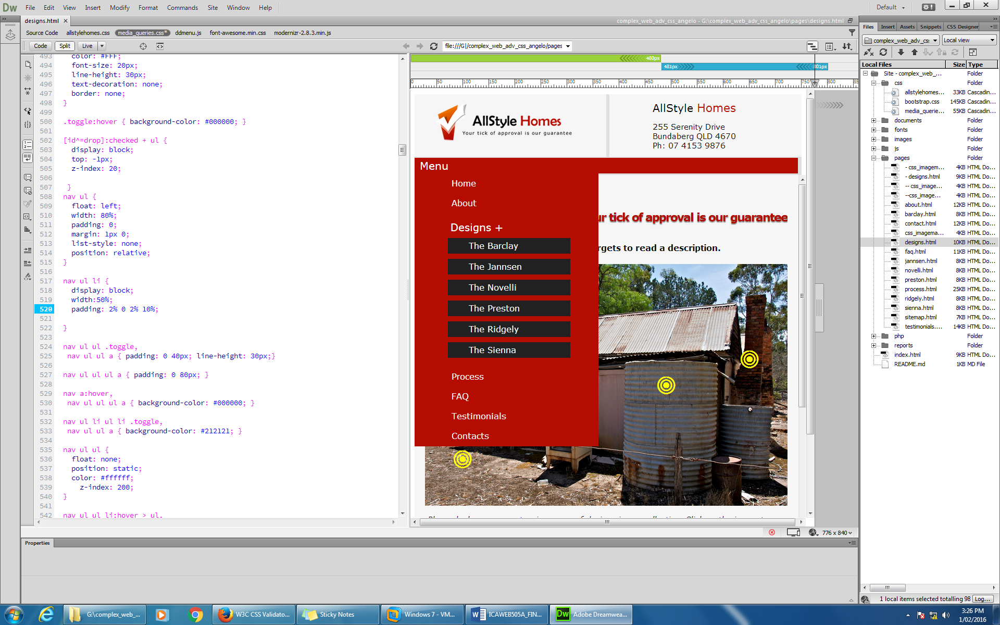 Dw File Edit View Insert Modify Format Commands Site Window Help
Default
designs.html
complex_web_adv_css_angelo - G:\complex_web_adv_css_angelo\pages\designs.html
Source Code allstylehomes.css media_queries.css* ddmenu.js font-awesome.min.css modernizr-2.8.3.min.js
Code Split Live
file:///G|/complex_web_adv_css_angelo/pages
493 color: #FFF;
494 font-size: 20px;
495 line-height: 30px;
496 text-decoration: none;
497 border: none;
498 }
499
500 .toggle:hover { background-color: #000000; }
501
502 [id^=drop]:checked + ul {
503 display: block;
504 top: -1px;
505 z-index: 20;
506
507 }
508 nav ul {
509 float: left;
510 width: 80%;
511 padding: 0;
512 margin: 1px 0;
513 list-style: none;
514 position: relative;
515 }
516
517 nav ul li {
518 display: block;
519 width:50%;
520 padding: 2% 0 2% 10%;
521
522 }
523
524 nav ul ul .toggle,
525 nav ul ul a { padding: 0 40px; line-height: 30px;}
526
527 nav ul ul ul a { padding: 0 80px; }
528
529 nav a:hover,
530 nav ul ul ul a { background-color: #000000; }
531
532 nav ul li ul li .toggle,
533 nav ul ul a { background-color: #212121; }
534
535 nav ul ul {
536 float: none;
537 position: static;
538 color: #ffffff;
539 z-index: 200;
540 }
541
542 nav ul ul li:hover > ul,
480px
481px 801px
0 50 100 150 200 250 300 350 400 450 500 550 600 650 700 750 800 85
AllStyle Homes
Your tick of approval is our guarantee
AllStyle Homes
255 Serenity Drive
Bundaberg QLD 4670
Ph: 07 4153 9876
Menu
Home
About
Designs +
The Barclay
The Jannsen
The Novelli
The Preston
The Ridgely
The Sienna
Process
FAQ
Testimonials
Contacts
ur tick of approval is our guarantee
rgets to read a description.
776 x 840
Properties
Files Insert Assets Snippets CSS Designer
complex_web_adv_cs: Local view
Local Files Size Type
Site - complex_web_... Folder
css Folder
allstylehomes... 33KB Cascadin...
bootstrap.css 145KB Cascadin...
media_querie... 55KB Cascadin...
documents Folder
fonts Folder
images Folder
js Folder
pages Folder
- css_imagem... 4KB HTML Do...
- designs.html 9KB HTML Do...
-- css_image... 4KB HTML Do...
--css_image... 4KB HTML Do...
about.html 12KB HTML Do...
barclay.html 8KB HTML Do...
contact.html 12KB HTML Do...
css_imagema... 4KB HTML Do...
designs.html 10KB HTML Do...
faq.html 11KB HTML Do...
jannsen.html 8KB HTML Do...
novelli.html 8KB HTML Do...
preston.html 8KB HTML Do...
process.html 25KB HTML Do...
ridgely.html 8KB HTML Do...
sienna.html 8KB HTML Do...
sitemap.html 7KB HTML Do...
testimonials.... 14KB HTML Do...
php Folder
reports Folder
index.html 9KB HTML Do...
README.md 1KB MD File
1 local items selected totalling 98 Log...
G:\complex_web_... W3C CSS Validato... Sticky Notes Windows 7 - VM... ICAWEB505A_FIN... Adobe Dreamwea...
3:26 PM
1/02/2016